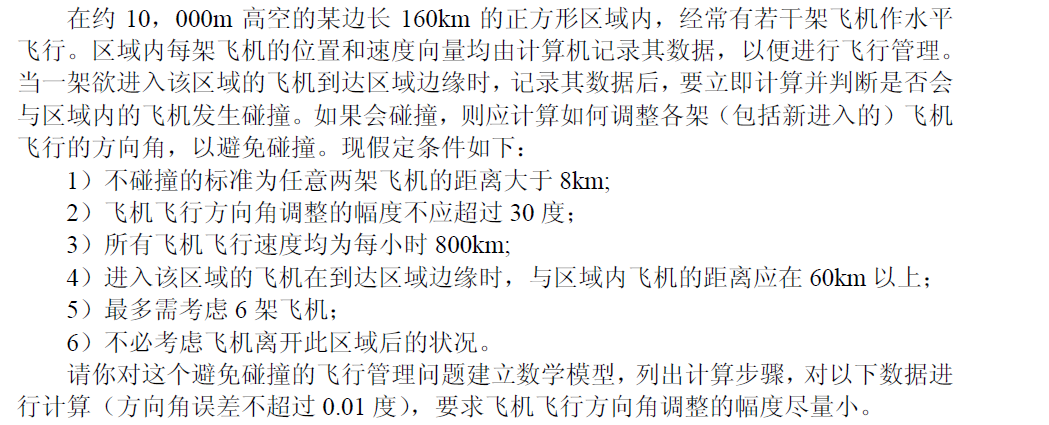 在约 10，000m 高空的某边长 160km 的正方形区域内，经常有若干架飞机作水平
飞行。区域内每架飞机的位置和速度向量均由计算机记录其数据，以便进行飞行管理。
当一架欲进入该区域的飞机到达区域边缘时，记录其数据后，要立即计算并判断是否会
与区域内的飞机发生碰撞。如果会碰撞，则应计算如何调整各架（包括新进入的）飞机
飞行的方向角，以避免碰撞。现假定条件如下：
1）不碰撞的标准为任意两架飞机的距离大于 8km;
2）飞机飞行方向角调整的幅度不应超过 30 度；
3）所有飞机飞行速度均为每小时 800km;
4）进入该区域的飞机在到达区域边缘时，与区域内飞机的距离应在 60km 以上；
5）最多需考虑 6 架飞机；
6）不必考虑飞机离开此区域后的状况。
请你对这个避免碰撞的飞行管理问题建立数学模型，列出计算步骤，对以下数据进
行计算（方向角误差不超过 0.01 度），要求飞机飞行方向角调整的幅度尽量小。